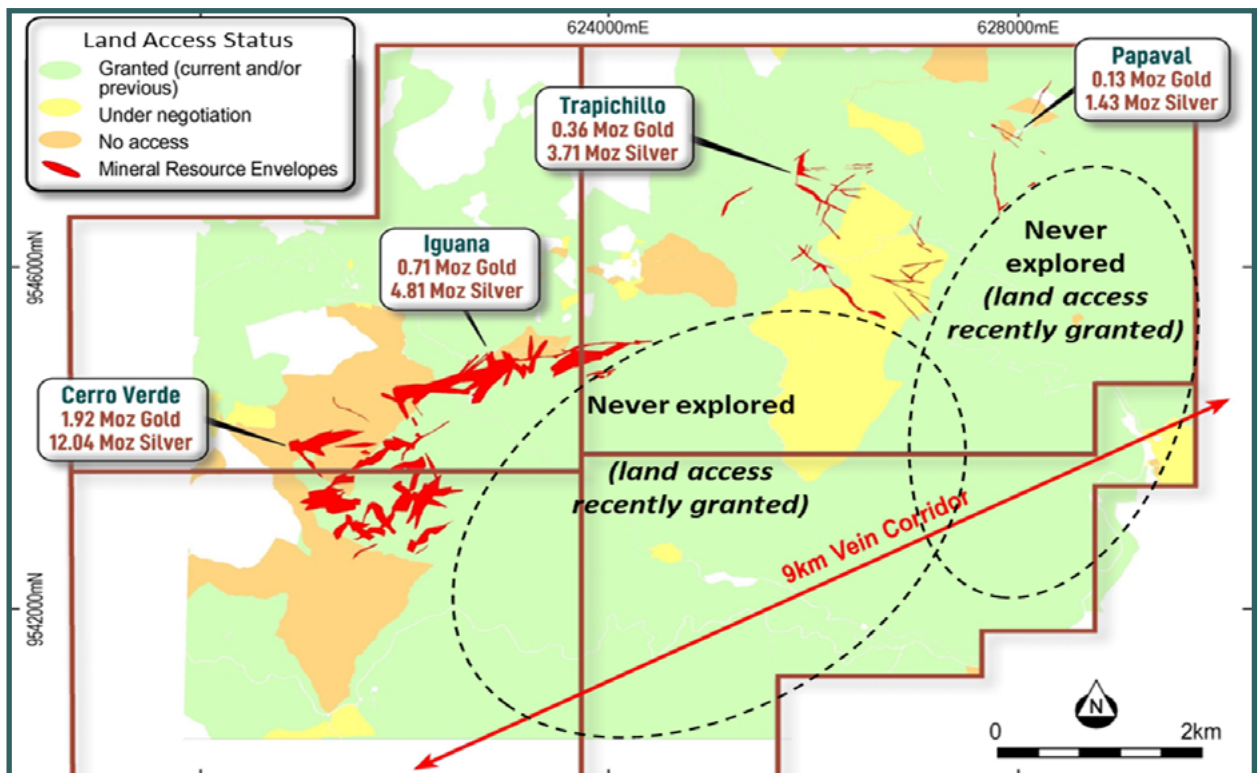 624000mE
628000mE
Land Access Status
Granted (current and/or
previous)
Under negotiation
No access
Mineral Resource Envelopes
Papaval
0.13 Moz Gold
1.43 Moz Silver
Trapichillo
0.36 Moz Gold
3.71 Moz Silver
Iguana
0.71 Moz Gold
4.81 Moz Silver
Never
explored
(land access
recently granted)
9546000mN
Cerro Verde
1.92 Moz Gold
12.04 Moz Silver
Never explored
(land access
recently granted)
9km Vein Corridor
9542000mN
N
0
2km